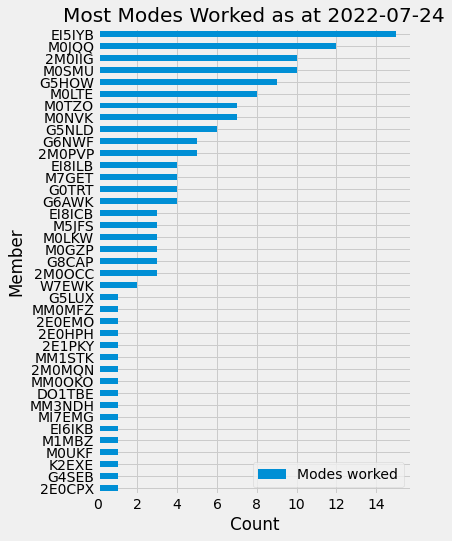 Most Modes Worked as at 2022-07-24
EI5IYB
M0JQQ
2M0IIG
M0SMU
G5HOW
M0LTE
M0TZO
M0NVK
G5NLD
G6NWF
2M0PVP
EI8ILB
M7GET
G0TRT
G6AWK
EI8ICB
M5JFS
M0LKW
M0GZP
G8CAP
2M0OCC
W7EWK
G5LUX
MM0MFZ
2E0EMO
2E0HPH
2E1PKY
MM1STK
2M0MQN
MM0OKO
DO1TBE
MM3NDH
MI7EMG
EI6IKB
M1MBZ
M0UKF
K2EXE
G4SEB
2E0CPX
Member
Modes worked
0 2 4 6 8 10 12 14
Count